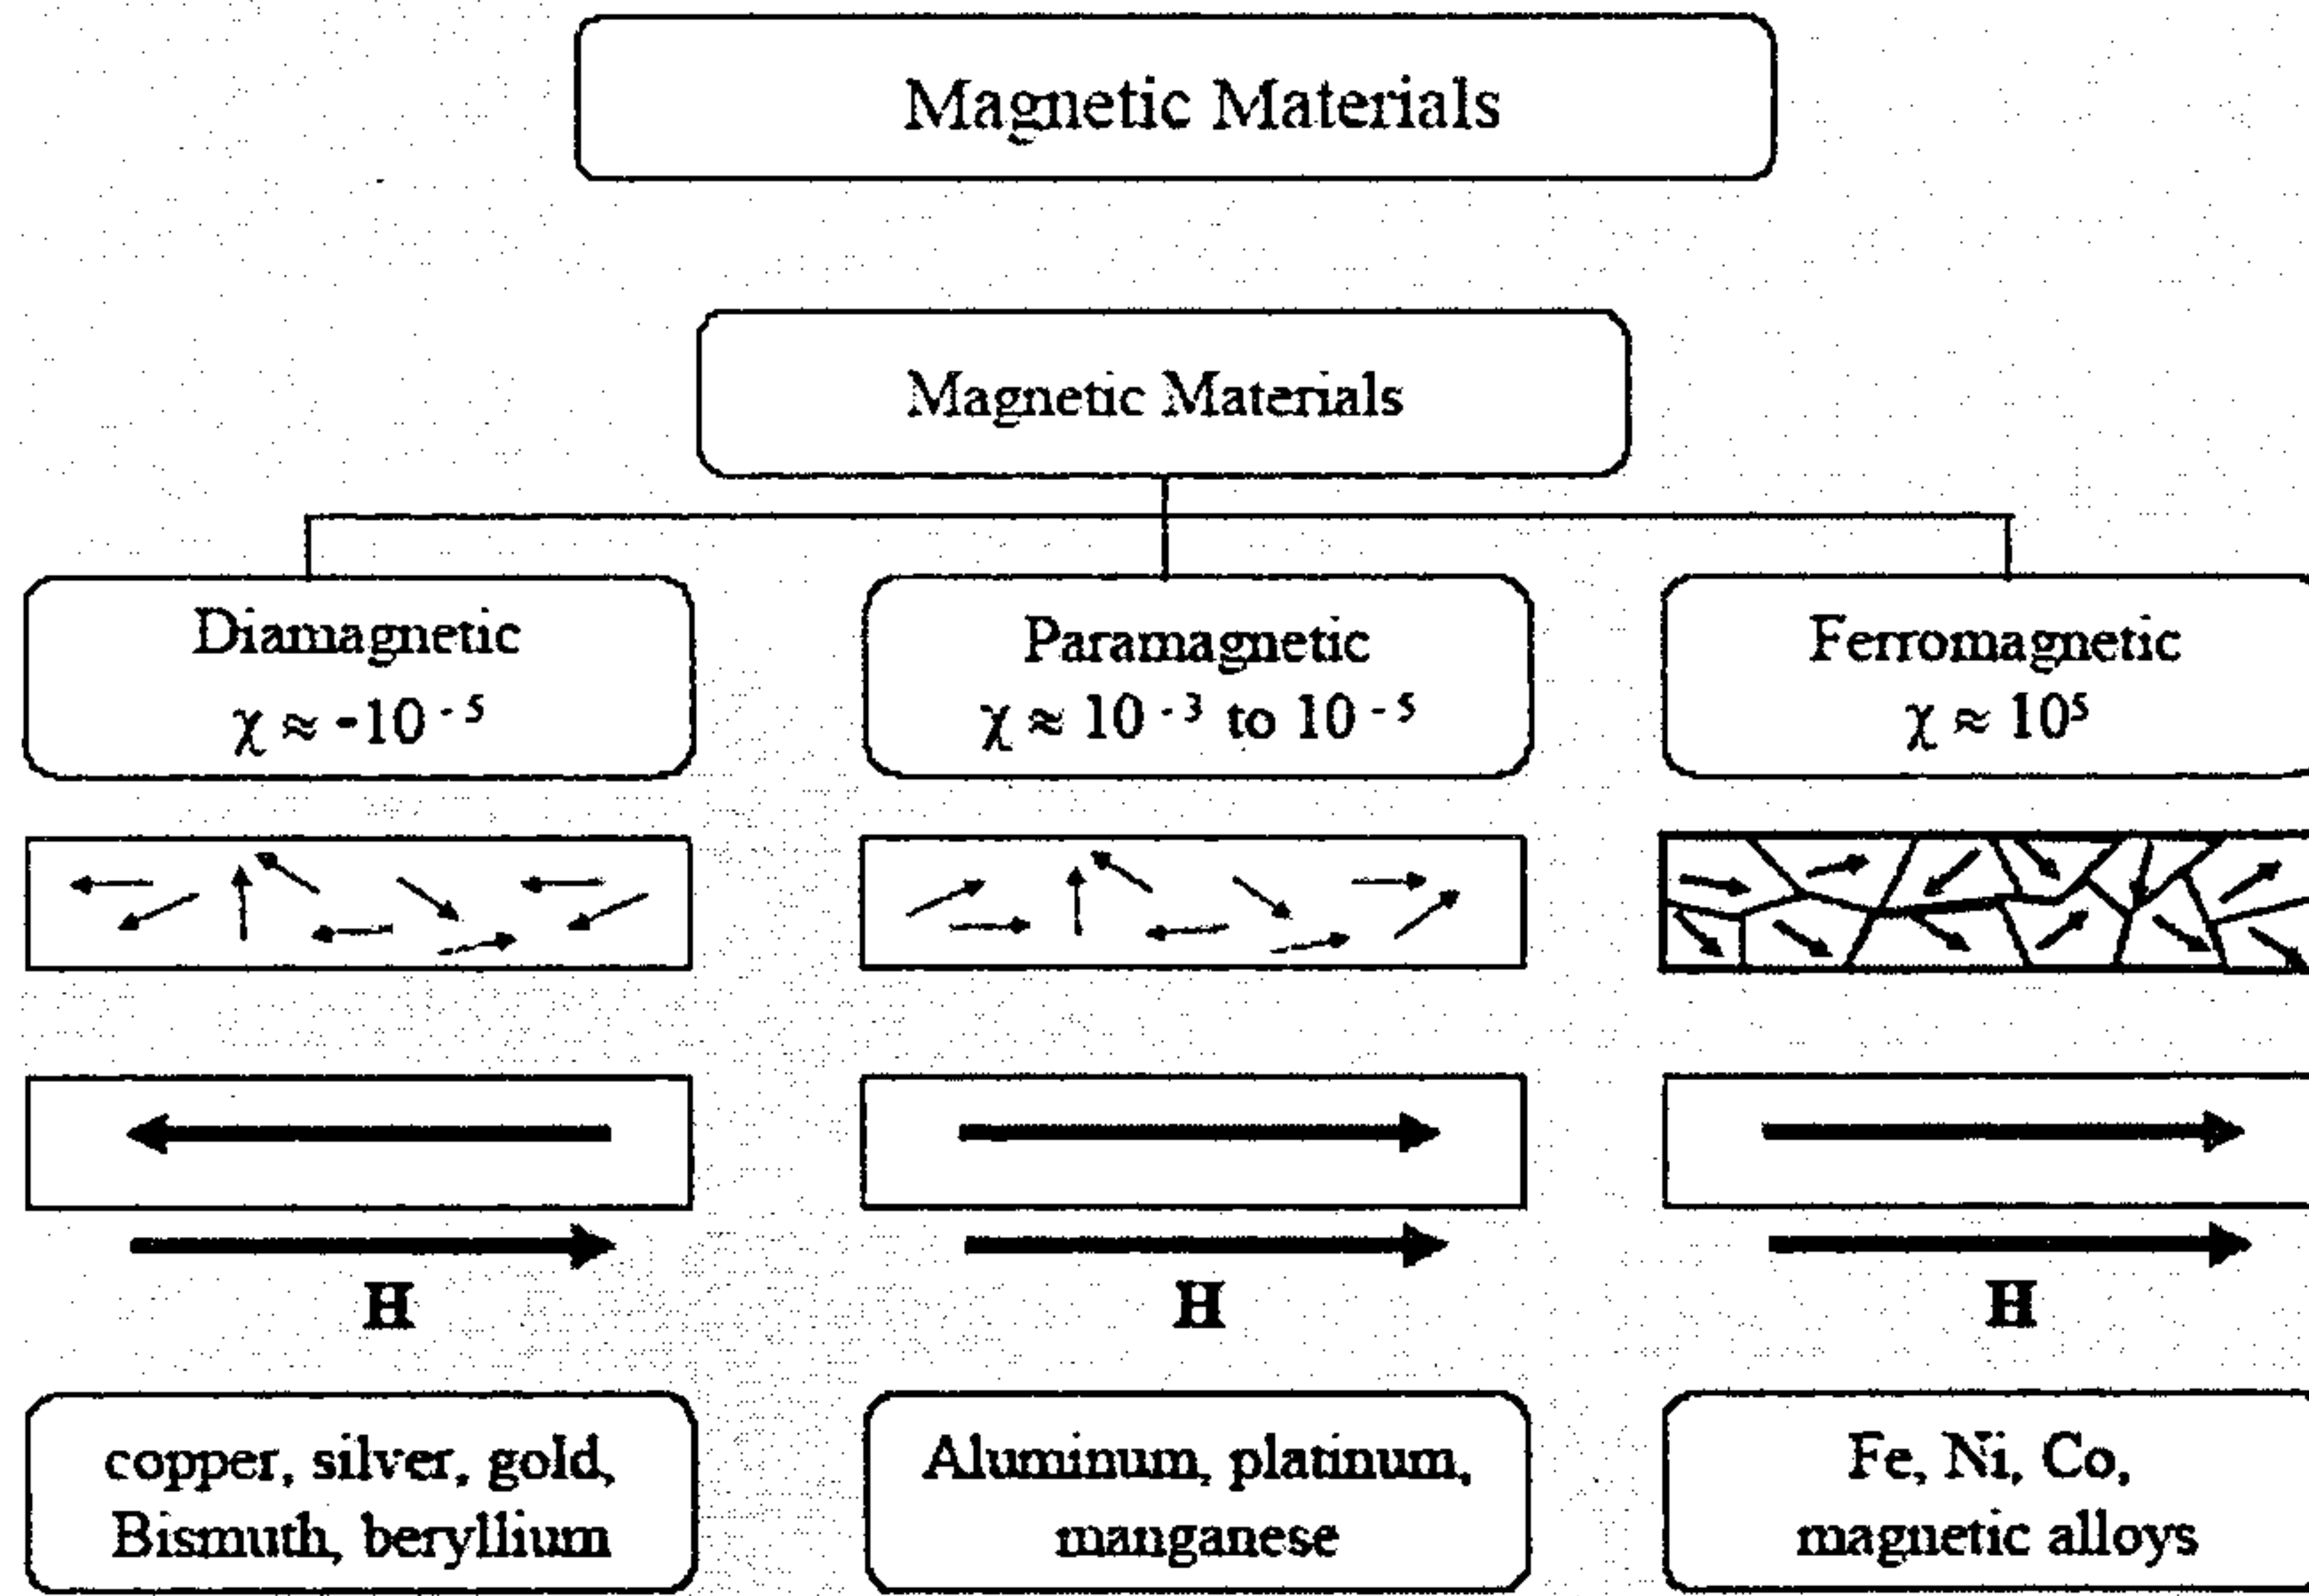 Magnetic Materials
Magnetic Materials
Diamagnetic
χ ≈ -10⁻⁵
Paramagnetic
χ ≈ 10⁻³ to 10⁻⁵
Ferromagnetic
χ ≈ 10⁵
H
H
H
copper, silver, gold,
Bismuth, beryllium
Aluminum, platinum,
manganese
Fe, Ni, Co,
magnetic alloys